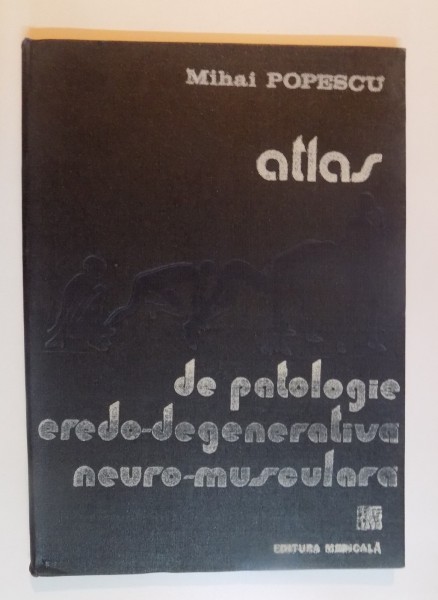 Mihai POPESCU
atlas
de patologie
eredo-degenerativa
neuro-musculara
EDITURA MEDICALĂ